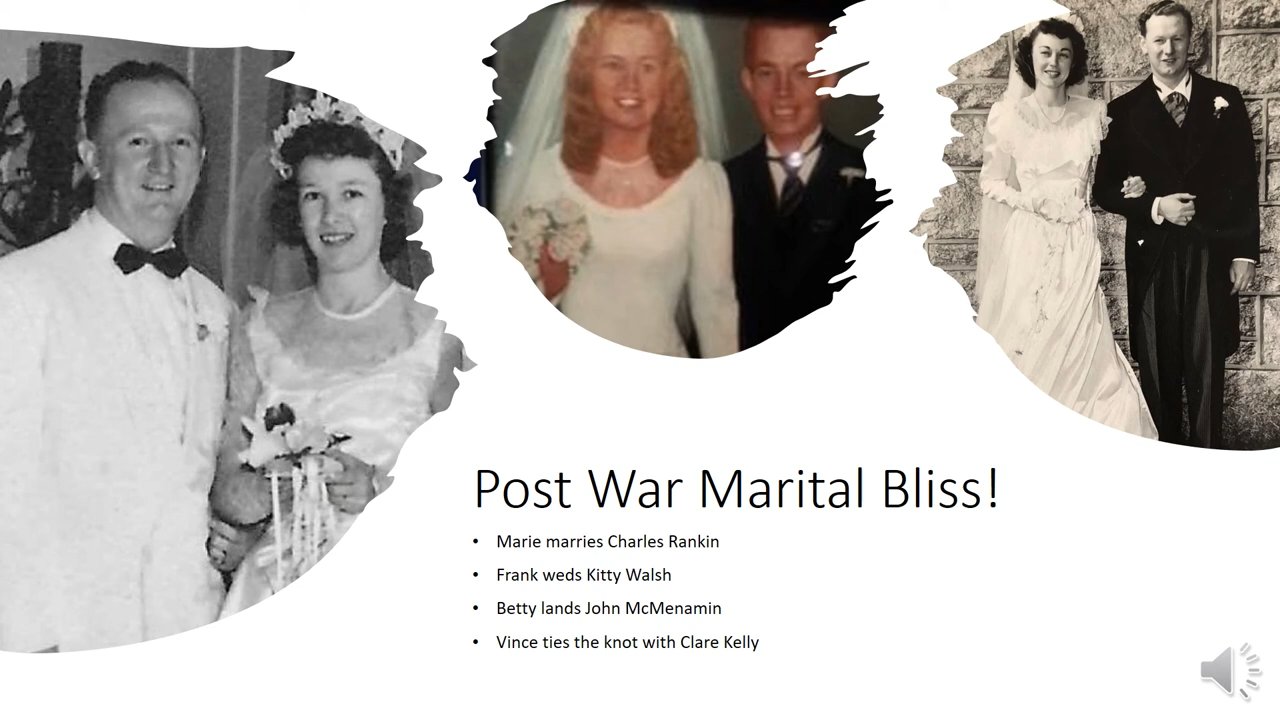 Post War Marital Bliss!
• Marie marries Charles Rankin
• Frank weds Kitty Walsh
• Betty lands John McMenamin
• Vince ties the knot with Clare Kelly